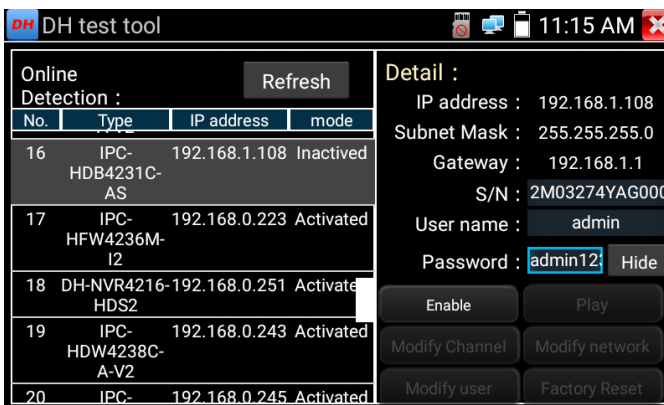 DH DH test tool 11:15 AM
Online
Detection :
Refresh
No. Type IP address mode
16 IPC-HDB4231C-AS 192.168.1.108 Inactived
17 IPC-HFW4236M-I2 192.168.0.223 Activated
18 DH-NVR4216-HDS2 192.168.0.251 Activate
19 IPC-HDW4238C-A-V2 192.168.0.243 Activated
20 IPC- 192.168.0.245 Activated
Detail :
IP address : 192.168.1.108
Subnet Mask : 255.255.255.0
Gateway : 192.168.1.1
S/N : 2M03274YAG000
User name : admin
Password : admin123 Hide
Enable Play
Modify Channel Modify network
Modify user Factory Reset